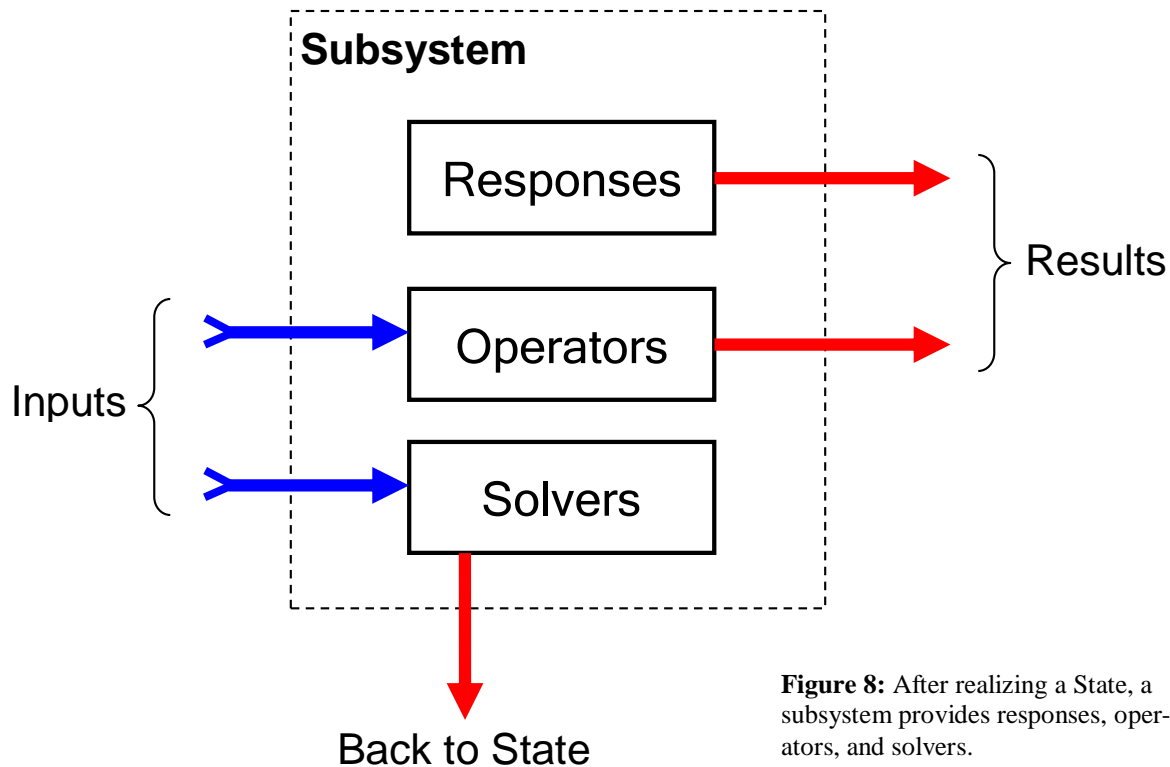 Subsystem
Responses
Results
Operators
Inputs
Solvers
Back to State
Figure 8: After realizing a State, a
subsystem provides responses, oper-
ators, and solvers.